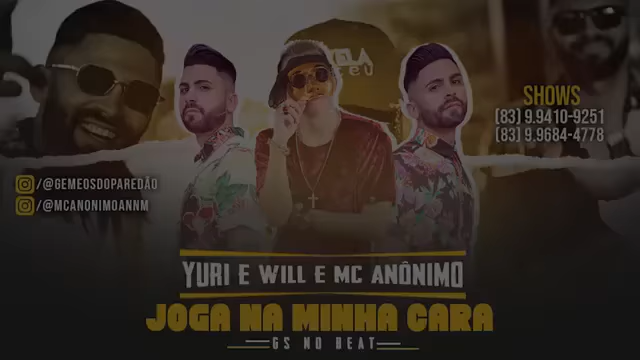 SHOWS
(83) 9.9410-9251
(83) 9.9684-4778
/@GEMEOSDOPAREDÃO
/@MCANONIMOANNM
YURI E WILL E MC ANÔNIMO
JOGA NA MINHA CARA
GS NO BEAT